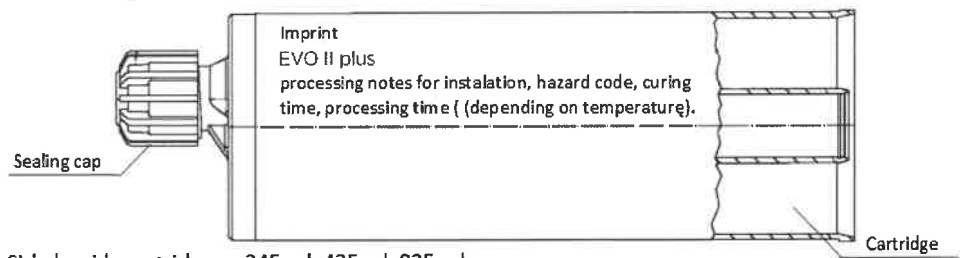 Imprint
EVO II plus
processing notes for instalation, hazard code, curing
time, processing time { (depending on temperature}.
Sealing cap
Cartridge